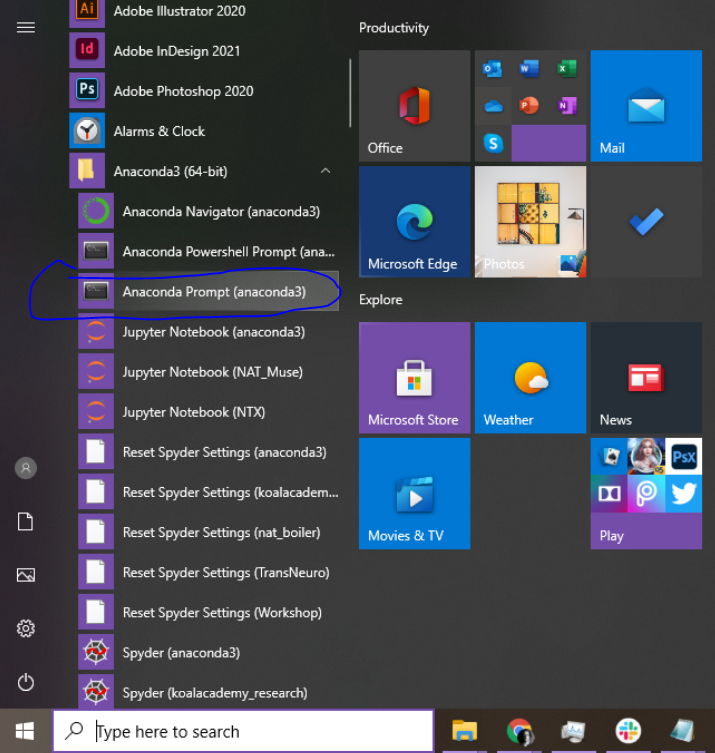 Ai
Adobe Illustrator 2020
Id
Adobe InDesign 2021
Ps
Adobe Photoshop 2020
Alarms & Clock
Anaconda3 (64-bit)
Anaconda Navigator (anaconda3)
Anaconda Powershell Prompt (ana...
Anaconda Prompt (anaconda3)
Jupyter Notebook (anaconda3)
Jupyter Notebook (NAT_Muse)
Jupyter Notebook (NTX)
Reset Spyder Settings (anaconda3)
Reset Spyder Settings (koalacadem...
Reset Spyder Settings (nat_boiler)
Reset Spyder Settings (TransNeuro)
Reset Spyder Settings (Workshop)
Spyder (anaconda3)
Spyder (koalacademy_research)
Type here to search
Productivity
Office
Mail
Microsoft Edge
Photos
Explore
Microsoft Store
Weather
News
Movies & TV
PsX
Play